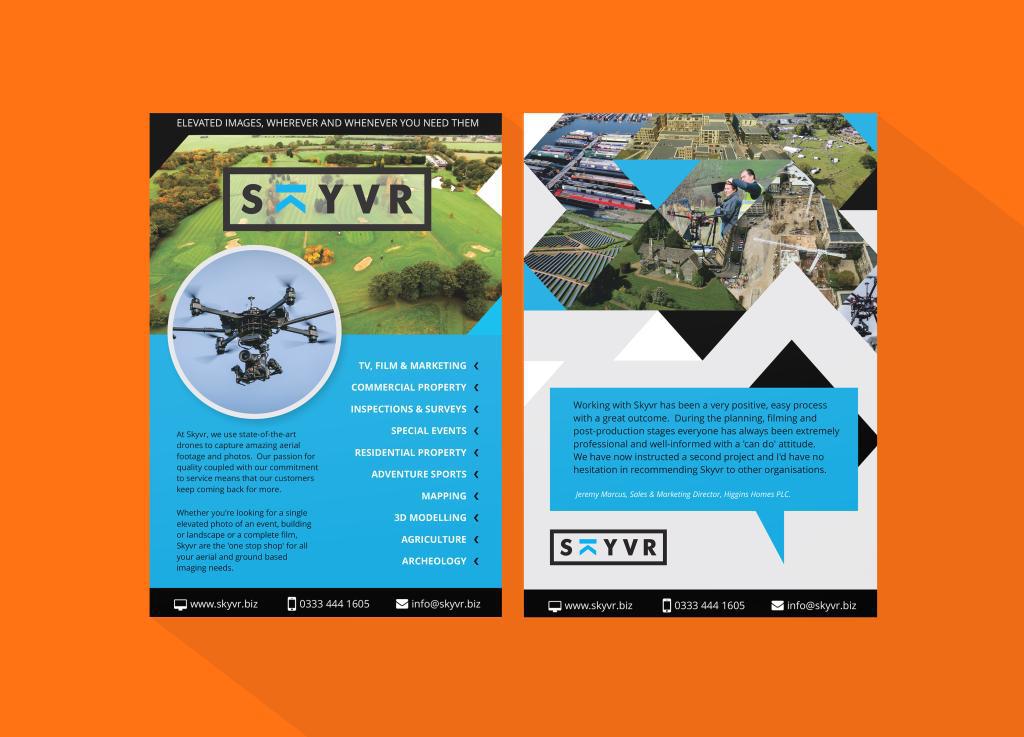 ELEVATED IMAGES, WHEREVER AND WHENEVER YOU NEED THEM
SKYVR
TV, FILM & MARKETING
COMMERCIAL PROPERTY
INSPECTIONS & SURVEYS
SPECIAL EVENTS
RESIDENTIAL PROPERTY
ADVENTURE SPORTS
MAPPING
3D MODELLING
AGRICULTURE
ARCHEOLOGY
At Skyvr, we use state-of-the-art
drones to capture amazing aerial
footage and photos. Our passion for
quality coupled with our commitment
to service means that our customers
keep coming back for more.
Whether you're looking for a single
elevated photo of an event, building
or landscape or a complete film,
Skyvr are the 'one stop shop' for all
your aerial and ground based
imaging needs.
www.skyvr.biz 0333 444 1605 info@skyvr.biz
Working with Skyvr has been a very positive, easy process
with a great outcome. During the planning, filming and
post-production stages everyone has always been extremely
professional and well-informed with a 'can do' attitude.
We have now instructed a second project and I'd have no
hesitation in recommending Skyvr to other organisations.
Jeremy Marcus, Sales & Marketing Director, Higgins Homes PLC.
SKYVR
www.skyvr.biz 0333 444 1605 info@skyvr.biz